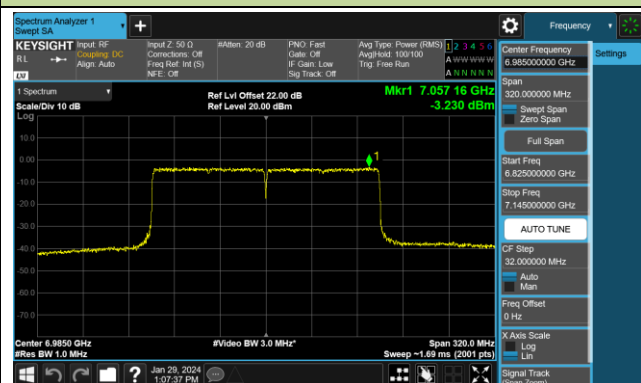 Spectrum Analyzer 1
Swept SA
Frequency
KEYSIGHT
RL
Input: RF
Coupling: DC
Align: Auto
Input Z: 50 Ω
Corrections: Off
Freq Ref: Int (S)
NFE: Off
#Atten: 20 dB
PNO: Fast
Gate: Off
IF Gain: Low
Sig Track: Off
Avg Type: Power (RMS)
Avg|Hold: 100/100
Trig: Free Run
1 2 3 4 5 6
A W W W W W
A N N N N N
LXI
1 Spectrum
Scale/Div 10 dB
Log
Ref Lvl Offset 22.00 dB
Ref Level 20.00 dBm
Mkr1 7.057 16 GHz
-3.230 dBm
1
10.0
0.00
-10.0
-20.0
-30.0
-40.0
-50.0
-60.0
-70.0
Center 6.9850 GHz
#Res BW 1.0 MHz
#Video BW 3.0 MHz*
Span 320.0 MHz
Sweep ~1.69 ms (2001 pts)
Jan 29, 2024
1:07:37 PM
Center Frequency
6.985000000 GHz
Span
320.000000 MHz
Swept Span
Zero Span
Full Span
Start Freq
6.825000000 GHz
Stop Freq
7.145000000 GHz
AUTO TUNE
CF Step
32.000000 MHz
Auto
Man
Freq Offset
0 Hz
X Axis Scale
Log
Lin
Signal Track
(Span Zoom)
Settings